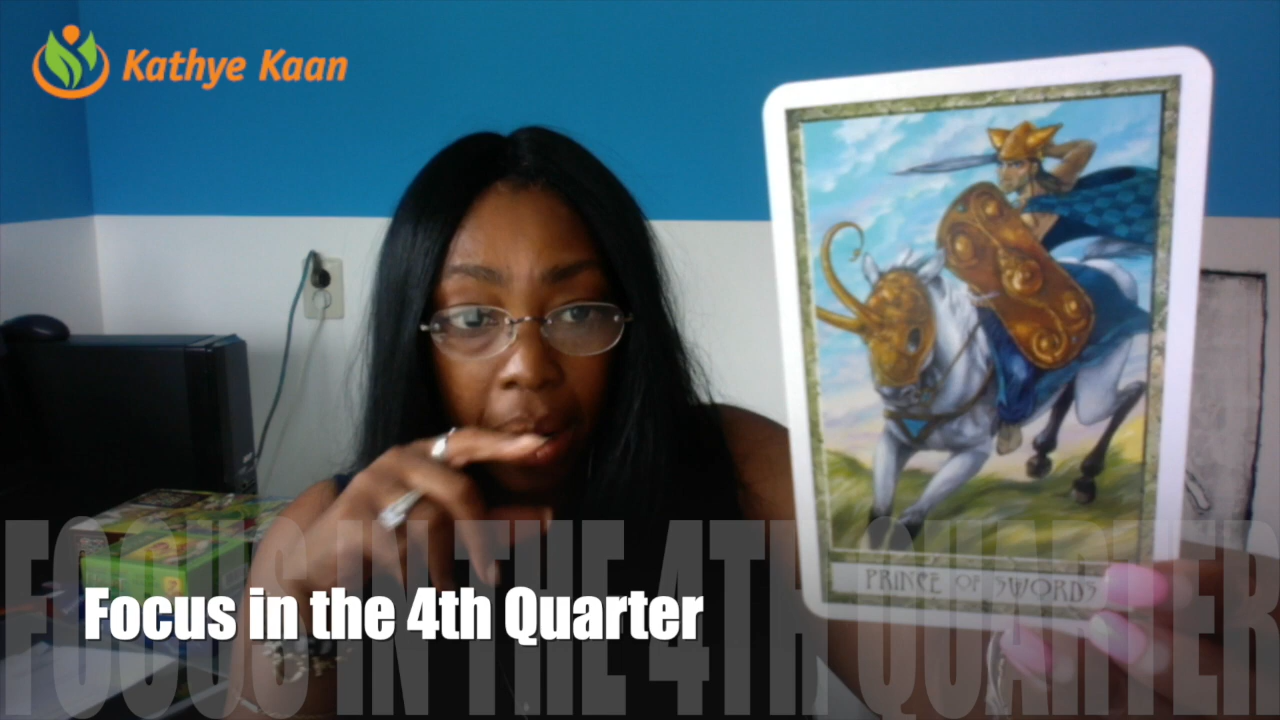 Kathye Kaan
PRINCE OF SWORDS
Focus in the 4th Quarter
FOCUS IN THE 4TH QUARTER